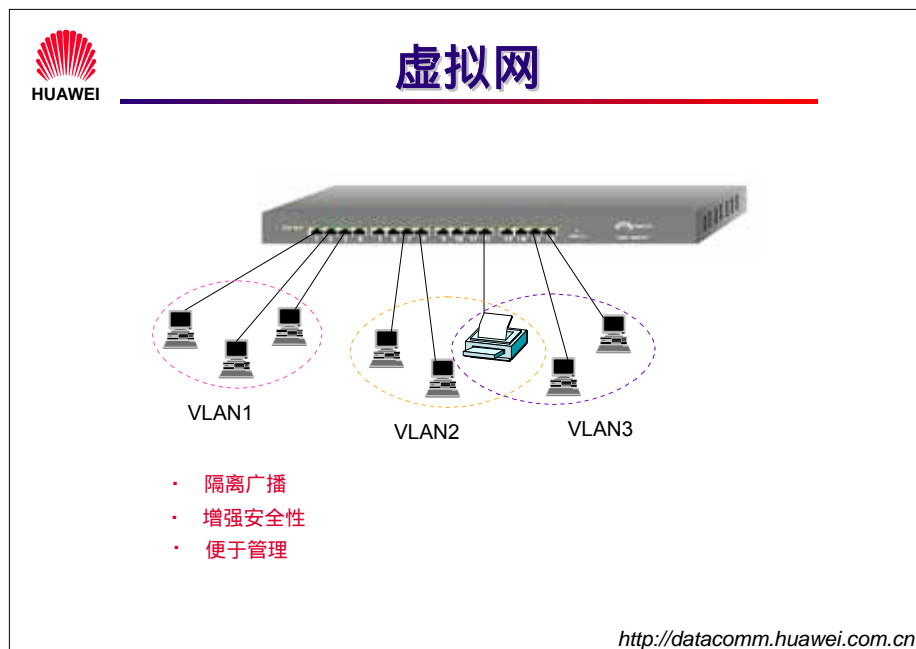 虚拟网
HUAWEI
VLAN1
VLAN2
VLAN3
· 隔离广播
· 增强安全性
· 便于管理
http://datacomm.huawei.com.cn